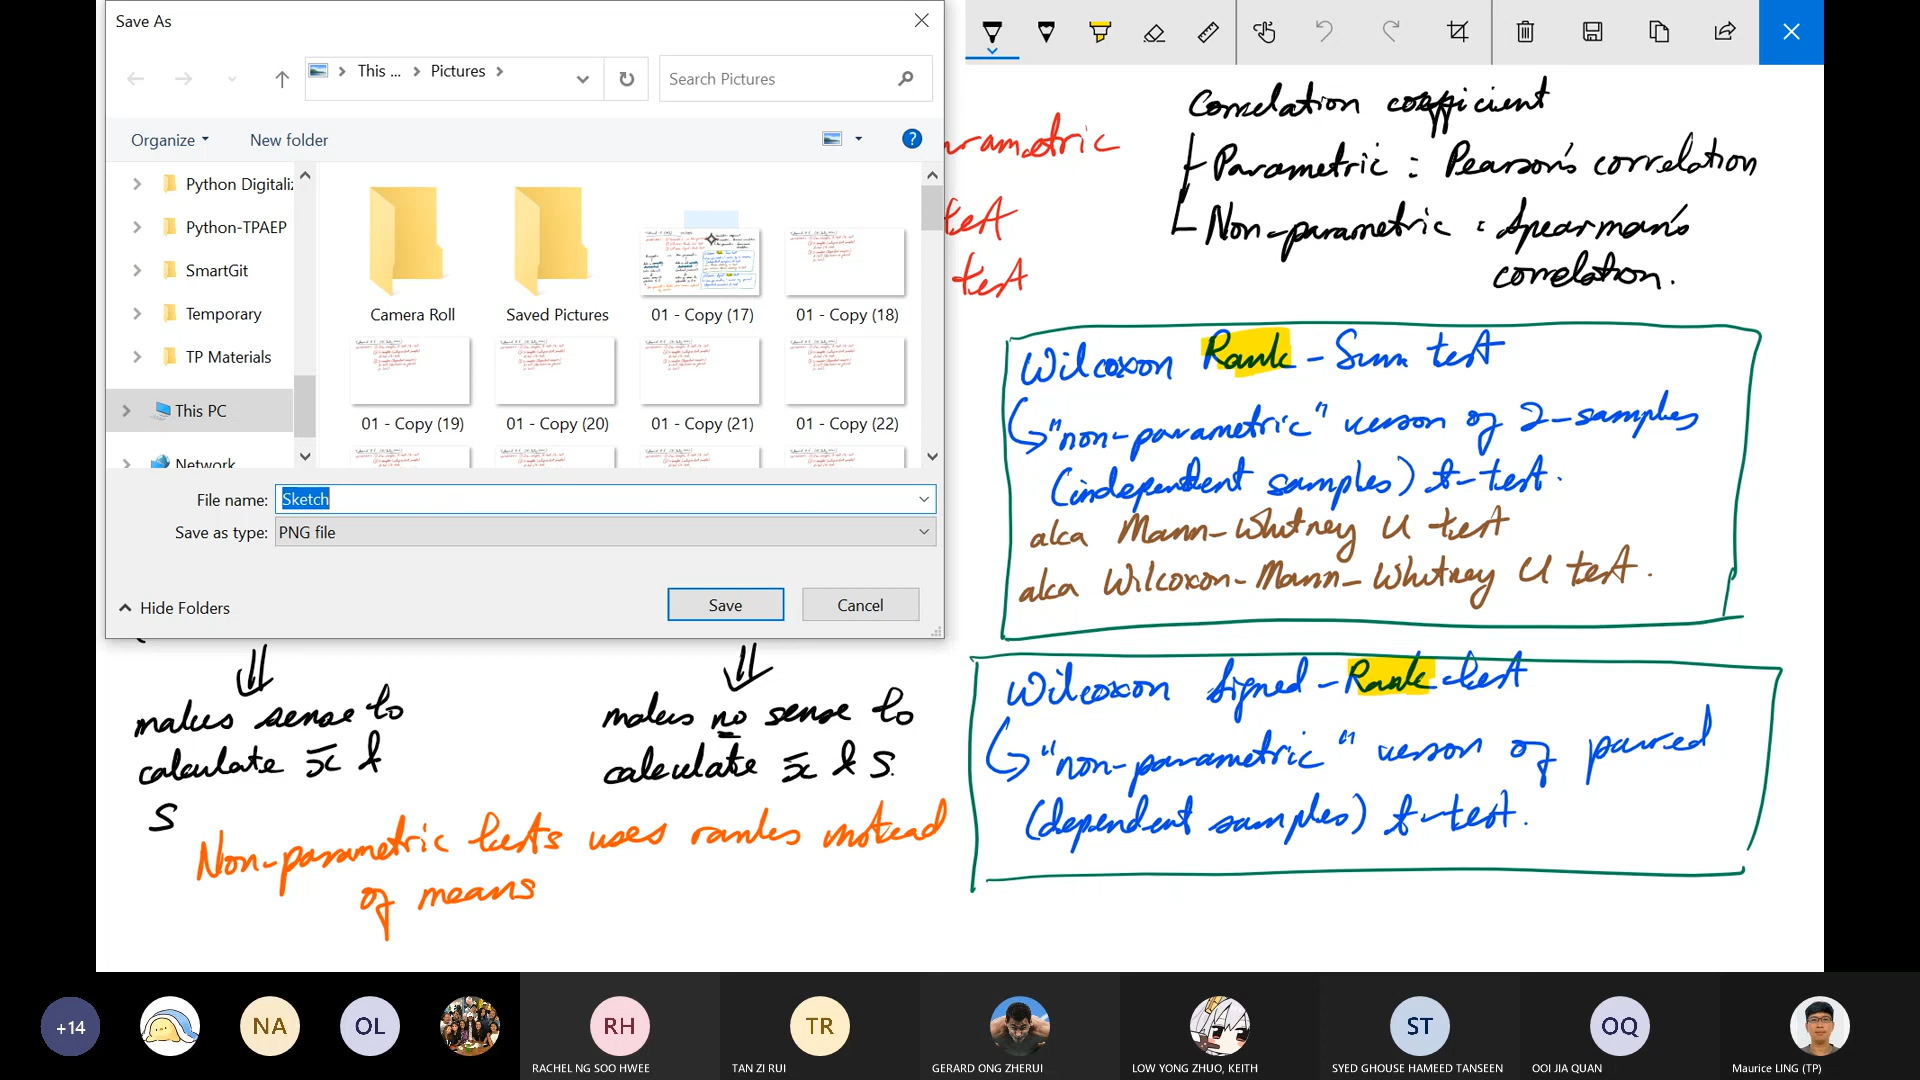 Save As
This ...
Pictures
Search Pictures
Organize
New folder
Python Digitaliz
Python-TPAEP
SmartGit
Temporary
TP Materials
This PC
Network
Camera Roll
Saved Pictures
01 - Copy (17)
01 - Copy (18)
01 - Copy (19)
01 - Copy (20)
01 - Copy (21)
01 - Copy (22)
File name: Sketch
Save as type: PNG file
Hide Folders
Save
Cancel
test
test
Correlation coefficient
Parametric : Pearson's correlation
Non-parametric : Spearman's
correlation.
Wilcoxon Rank-Sum test
"non-parametric" verson of 2-samples
(independent samples) t-test.
aka Mann-Whitney U test
aka Wilcoxon-Mann-Whitney U test.
Wilcoxon Signed-Rank test
"non-parametric" verson of paired
(dependent samples) t-test.
makes sense to
calculate x̄ &
s
makes no sense to
calculate x̄ & s.
Non-parametric tests uses ranks instead
of means
+14
NA
OL
RH
RACHEL NG SOO HWEE
TR
TAN ZI RUI
GERARD ONG ZHERUI
LOW YONG ZHUO, KEITH
ST
SYED GHOUSE HAMEED TANSEEN
OQ
OOI JIA QUAN
Maurice LING (TP)